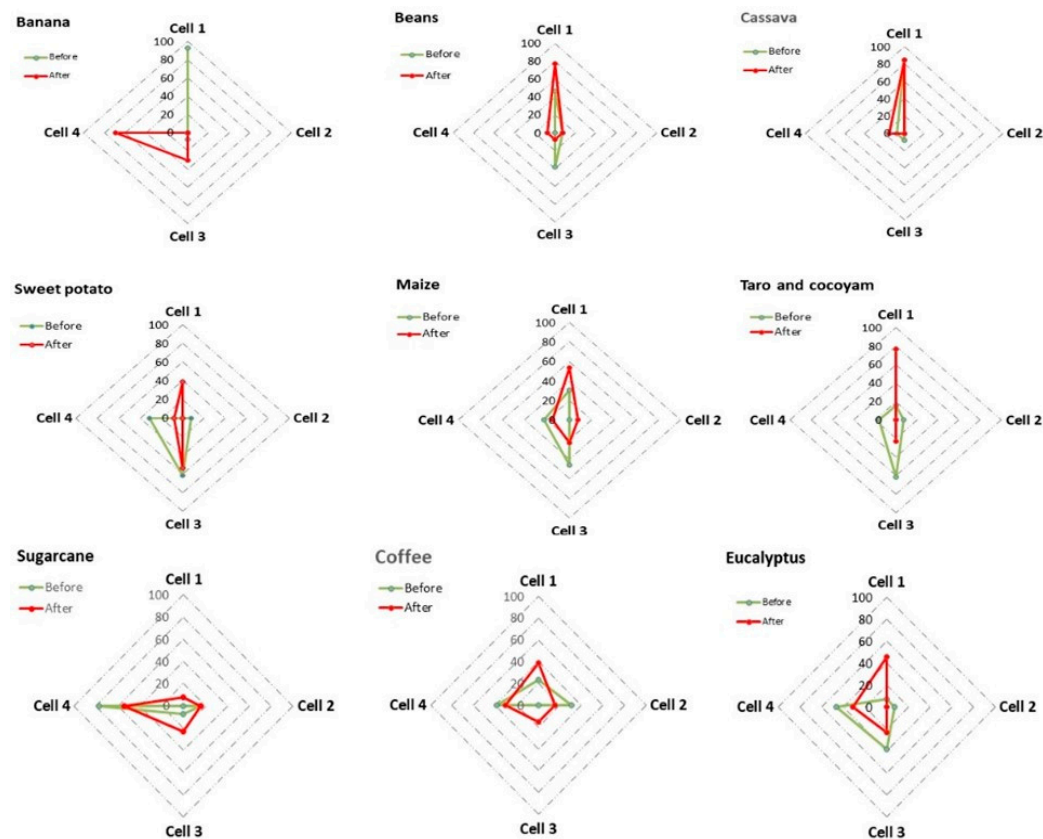 Banana
Before
After
Cell 1
100
80
60
40
20
0
Cell 4
Cell 2
Cell 3
Beans
Before
After
Cell 1
100
80
60
40
20
0
Cell 4
Cell 2
Cell 3
Cassava
Before
After
Cell 1
100
80
60
40
20
0
Cell 4
Cell 2
Cell 3
Sweet potato
Before
After
Cell 1
100
80
60
40
20
0
Cell 4
Cell 2
Cell 3
Maize
Before
After
Cell 1
100
80
60
40
20
0
Cell 4
Cell 2
Cell 3
Taro and cocoyam
Before
After
Cell 1
100
80
60
40
20
0
Cell 4
Cell 2
Cell 3
Sugarcane
Before
After
Cell 1
100
80
60
40
20
0
Cell 4
Cell 2
Cell 3
Coffee
Before
After
Cell 1
100
80
60
40
20
0
Cell 4
Cell 2
Cell 3
Eucalyptus
Before
After
Cell 1
100
80
60
40
20
0
Cell 4
Cell 2
Cell 3